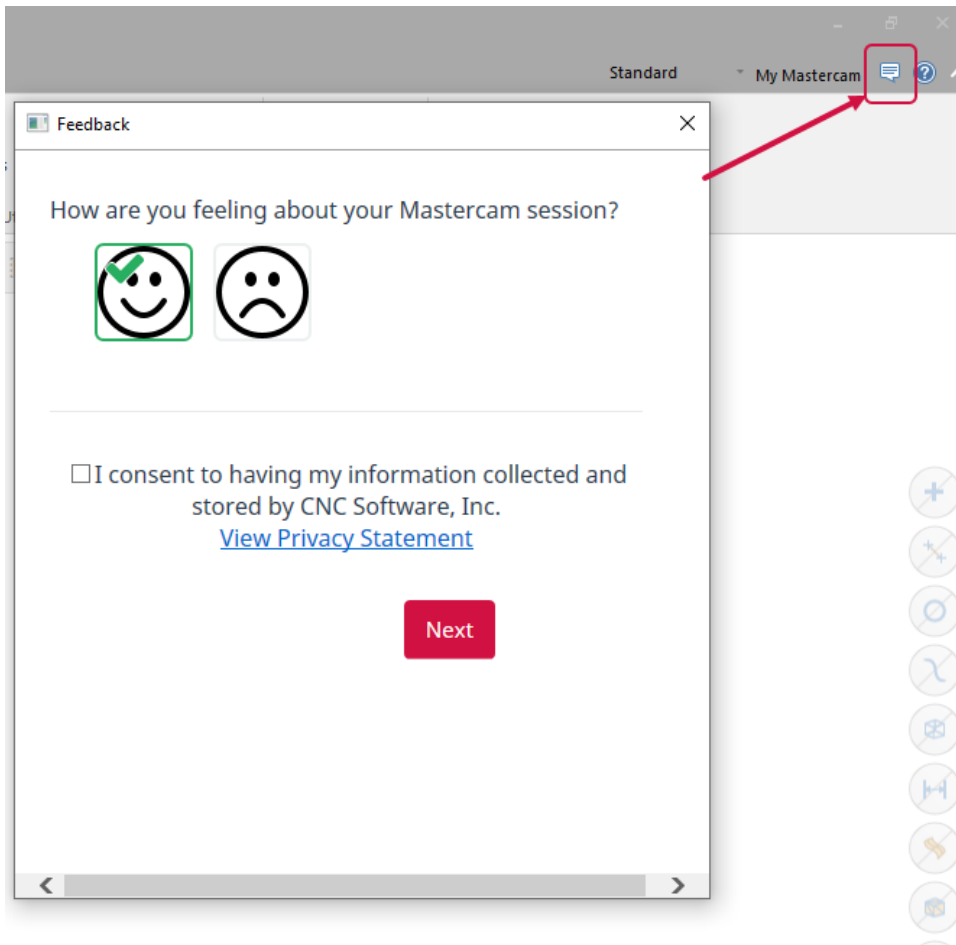 Standard
My Mastercam
Feedback
How are you feeling about your Mastercam session?
I consent to having my information collected and
stored by CNC Software, Inc.
View Privacy Statement
Next